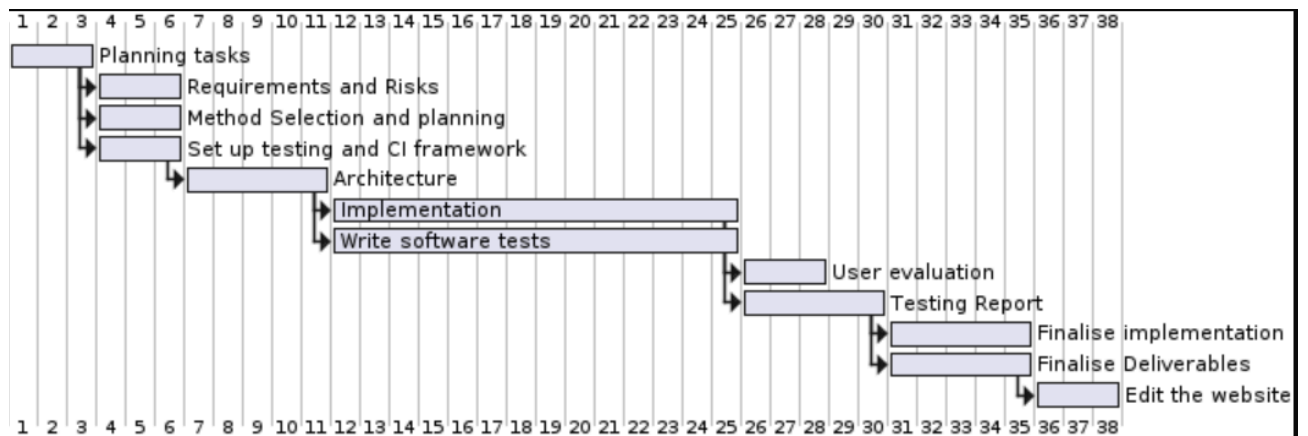 1 2 3 4 5 6 7 8 9 10 11 12 13 14 15 16 17 18 19 20 21 22 23 24 25 26 27 28 29 30 31 32 33 34 35 36 37 38
Planning tasks
Requirements and Risks
Method Selection and planning
Set up testing and CI framework
Architecture
Implementation
Write software tests
User evaluation
Testing Report
Finalise implementation
Finalise Deliverables
Edit the website
1 2 3 4 5 6 7 8 9 10 11 12 13 14 15 16 17 18 19 20 21 22 23 24 25 26 27 28 29 30 31 32 33 34 35 36 37 38